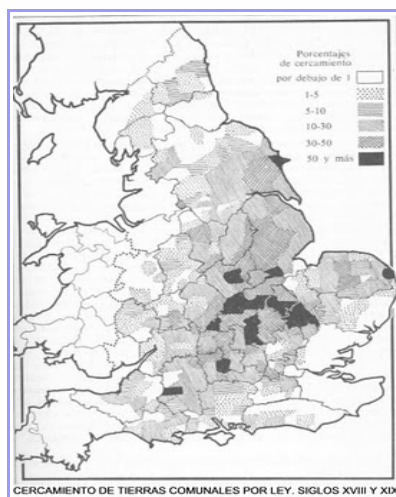 Porcentajes
de cercamiento
por debajo de 1
1-5
5-10
10-30
30-50
50 y más
CERCAMIENTO DE TIERRAS COMUNALES POR LEY. SIGLOS XVIII Y XIX